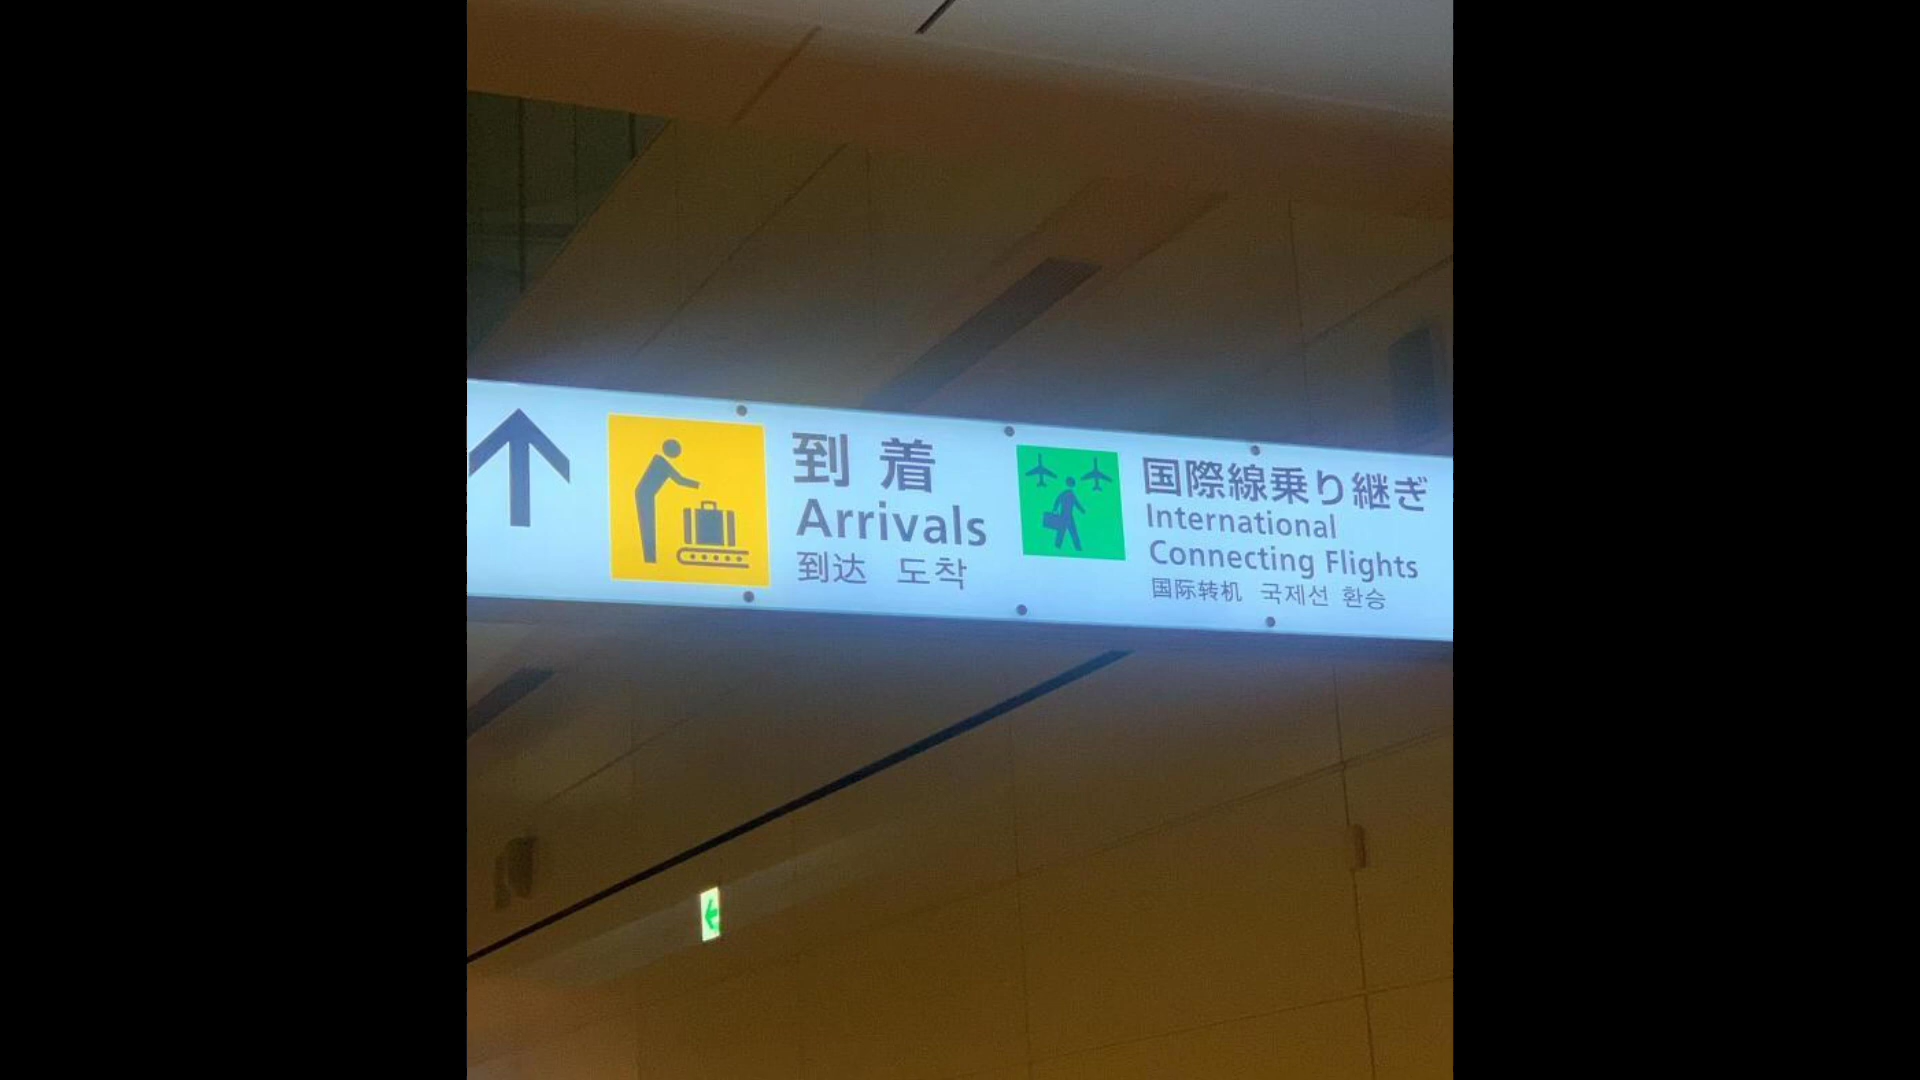 到着
Arrivals
到达 도착
国際線乗り継ぎ
International
Connecting Flights
国际转机 국제선 환승